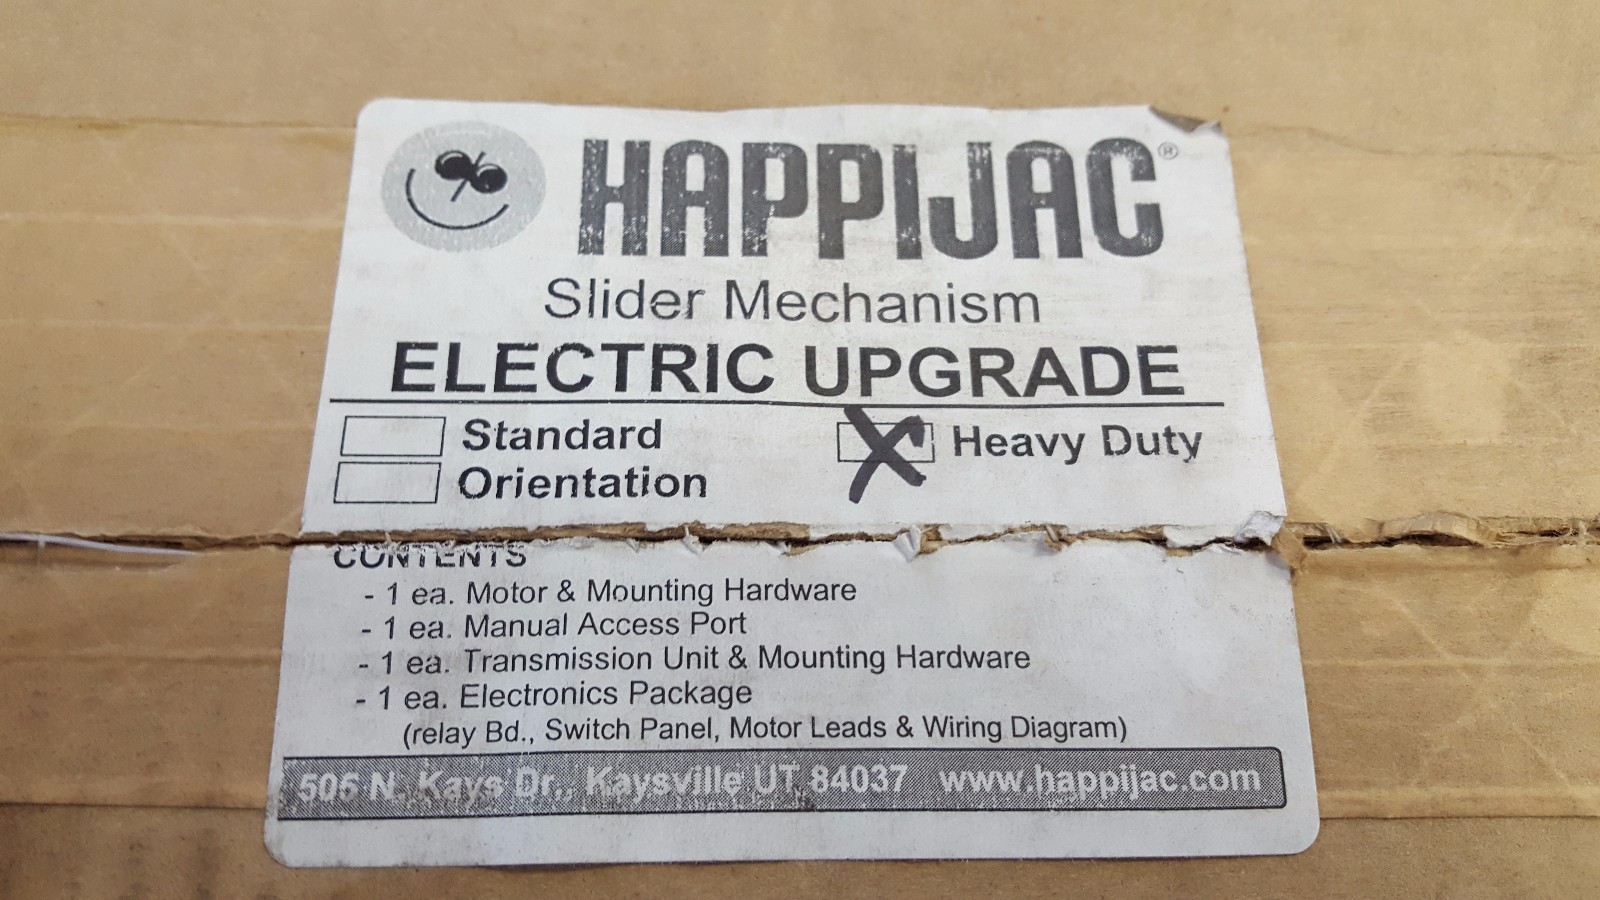 HAPPIJAC®
Slider Mechanism
ELECTRIC UPGRADE
Standard
Heavy Duty
Orientation
CONTENTS
- 1 ea. Motor & Mounting Hardware
- 1 ea. Manual Access Port
- 1 ea. Transmission Unit & Mounting Hardware
- 1 ea. Electronics Package
(relay Bd., Switch Panel, Motor Leads & Wiring Diagram)
505 N. Kays Dr., Kaysville UT 84037 www.happijac.com